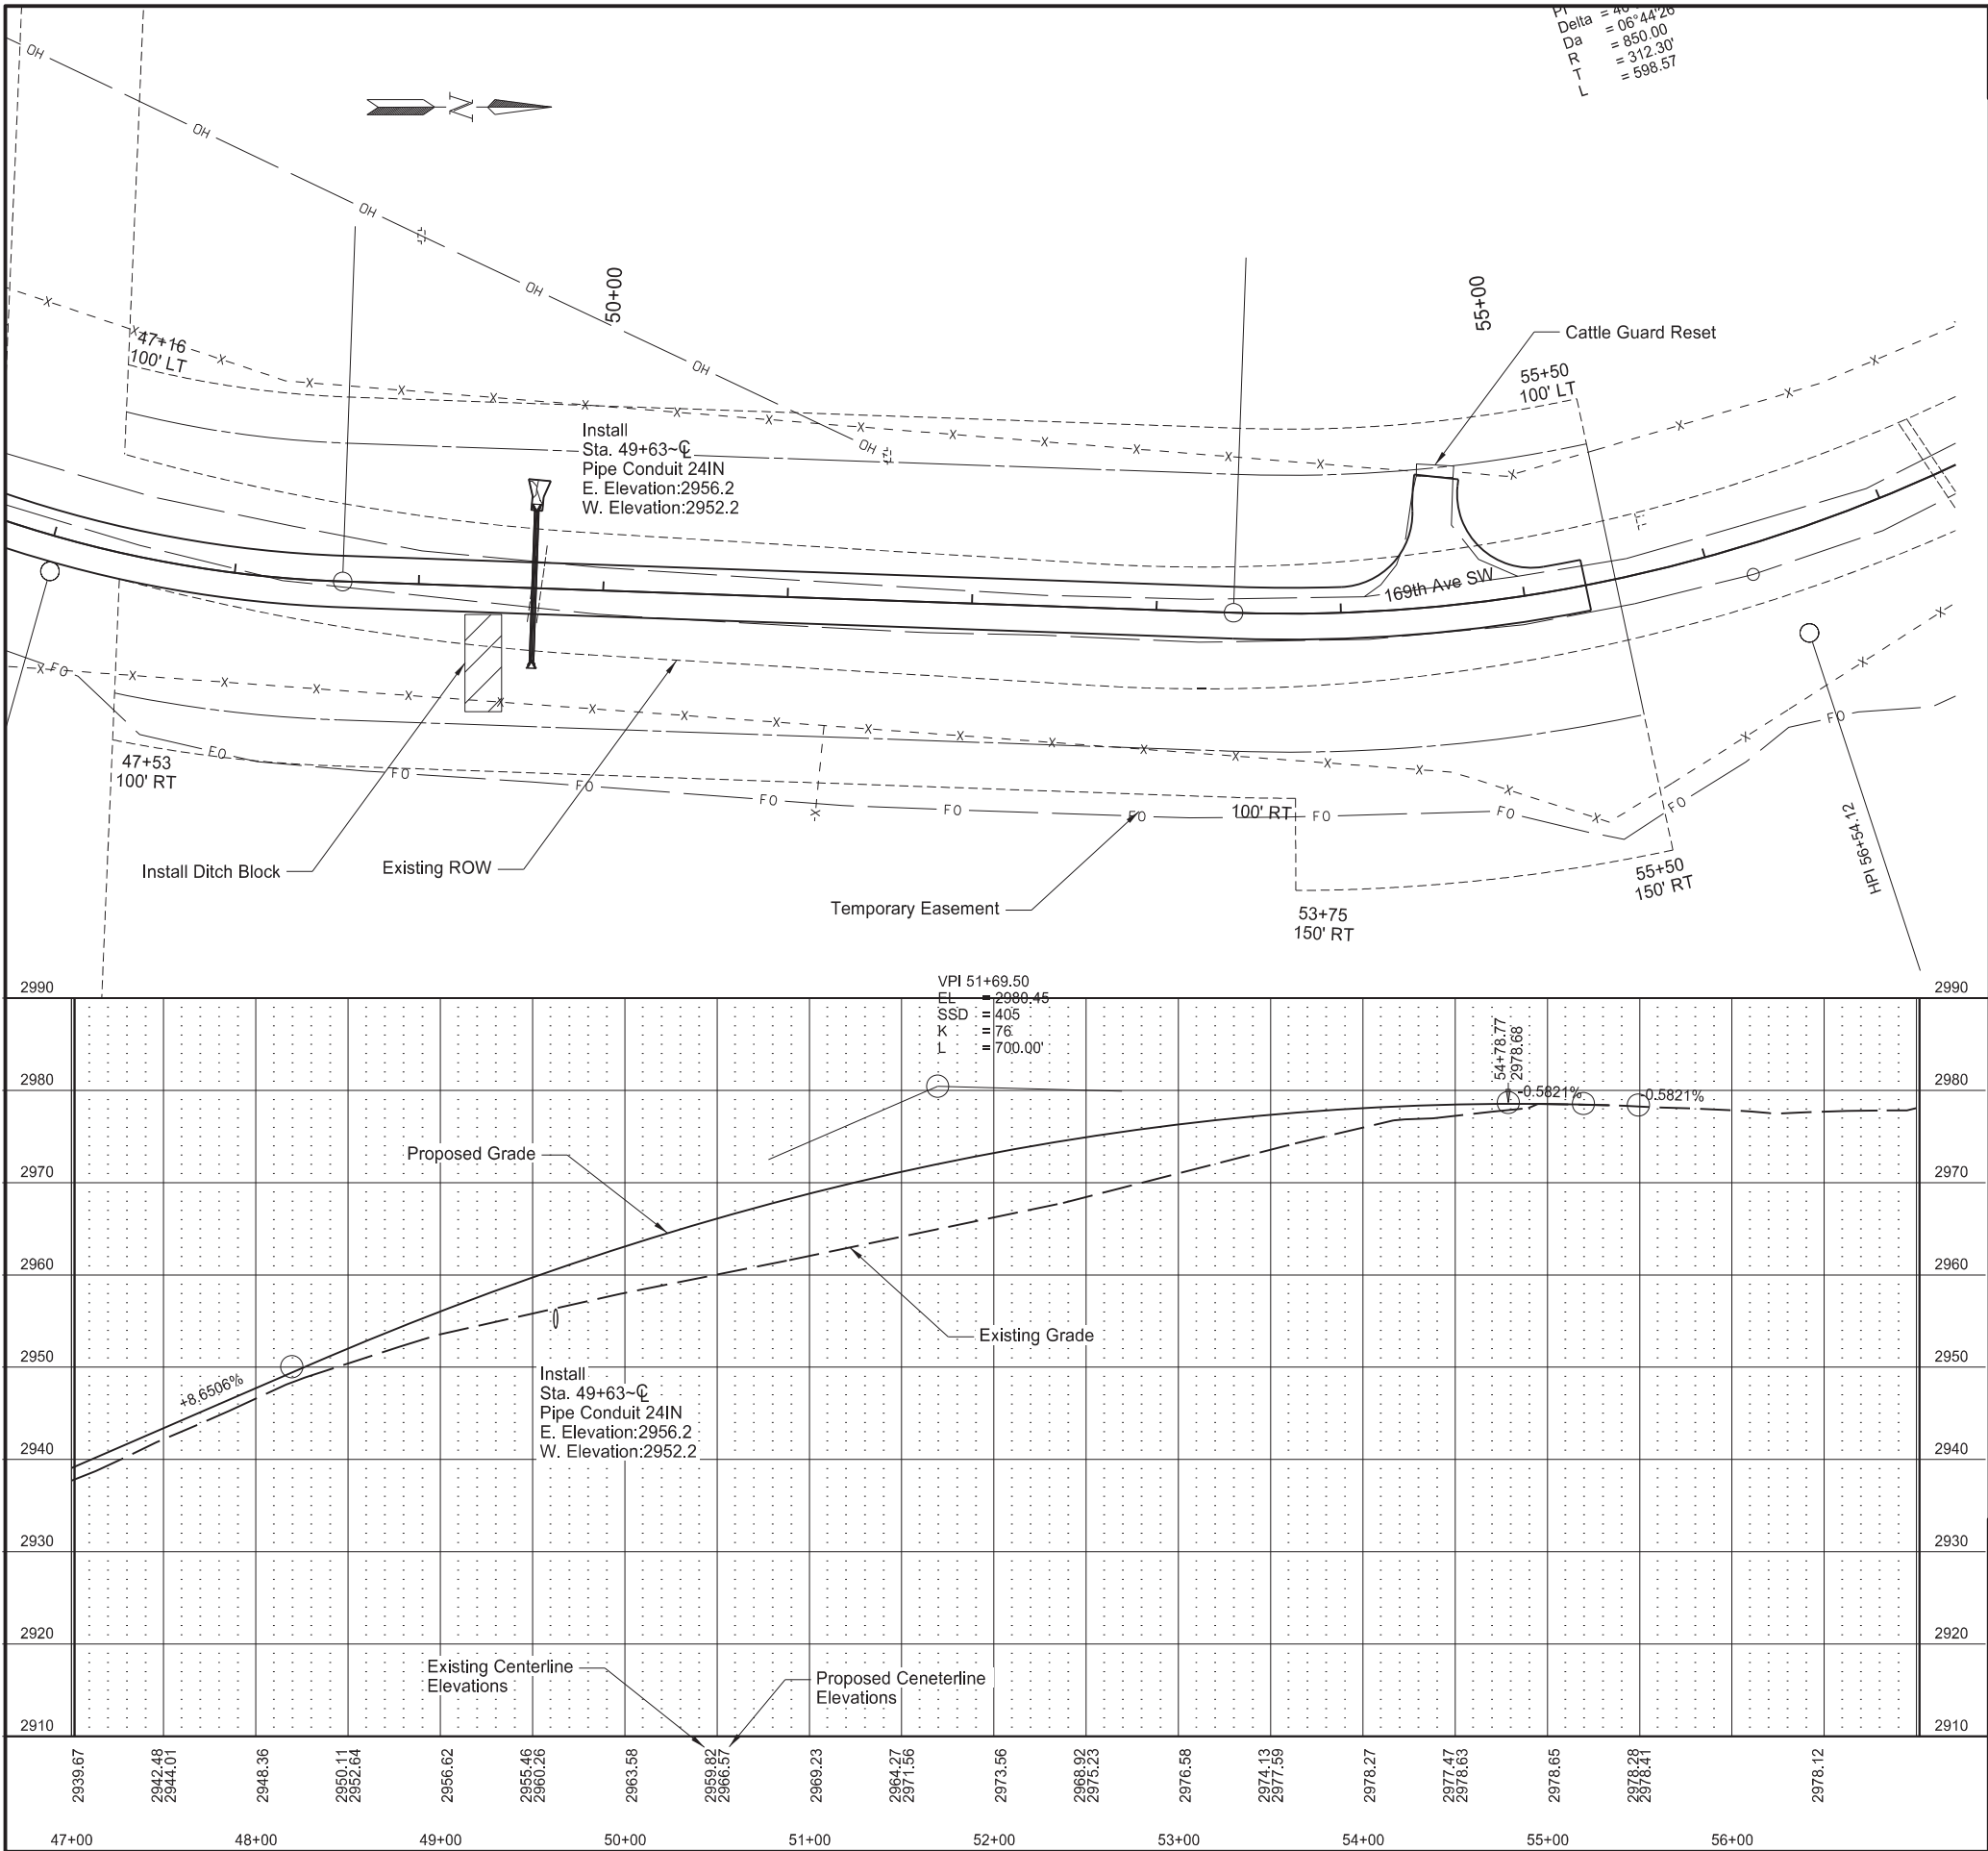 PI
Delta
Da = 06°44'26
R = 850.00
T = 312.30'
L = 598.57
N
OH
OH
OH
OH
OH
OH
50+00
55+00
Cattle Guard Reset
47+16
100' LT
55+50
100' LT
Install
Sta. 49+63~℄
Pipe Conduit 24IN
E. Elevation:2956.2
W. Elevation:2952.2
169th Ave SW
FO
FO
FO
FO
FO
FO
FO
FO
FO
FO
FO
47+53
100' RT
100' RT
Install Ditch Block
Existing ROW
Temporary Easement
53+75
150' RT
55+50
150' RT
HPI 56+54.12
VPI 51+69.50
EL = 2980.45
SSD = 405
K = 76
L = 700.00'
2990 2990
2980 2980
2970 2970
2960 2960
2950 2950
2940 2940
2930 2930
2920 2920
2910 2910
54+78.77
2978.68
-0.5821%
-0.5821%
Proposed Grade
Existing Grade
+8.6506%
Install
Sta. 49+63~℄
Pipe Conduit 24IN
E. Elevation:2956.2
W. Elevation:2952.2
Existing Centerline
Elevations
Proposed Ceneterline
Elevations
2939.67
2942.48
2944.01
2948.36
2950.11
2952.64
2956.62
2955.46
2960.26
2963.58
2959.82
2966.57
2969.23
2964.27
2971.56
2973.56
2968.92
2975.23
2976.58
2974.13
2977.59
2978.27
2977.47
2978.63
2978.65
2978.28
2978.41
2978.12
47+00 48+00 49+00 50+00 51+00 52+00 53+00 54+00 55+00 56+00